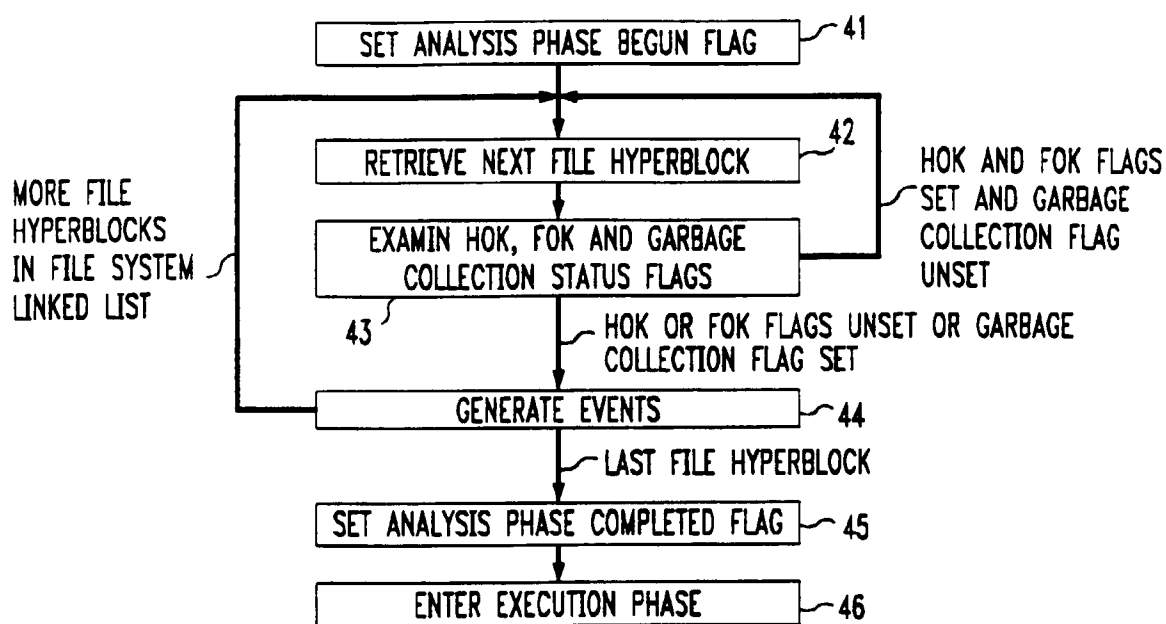 SET ANALYSIS PHASE BEGUN FLAG
41
RETRIEVE NEXT FILE HYPERBLOCK
42
HOK AND FOK FLAGS
SET AND GARBAGE
COLLECTION FLAG
UNSET
MORE FILE
HYPERBLOCKS
IN FILE SYSTEM
LINKED LIST
EXAMIN HOK, FOK AND GARBAGE
COLLECTION STATUS FLAGS
43
HOK OR FOK FLAGS UNSET OR GARBAGE
COLLECTION FLAG SET
GENERATE EVENTS
44
LAST FILE HYPERBLOCK
SET ANALYSIS PHASE COMPLETED FLAG
45
ENTER EXECUTION PHASE
46